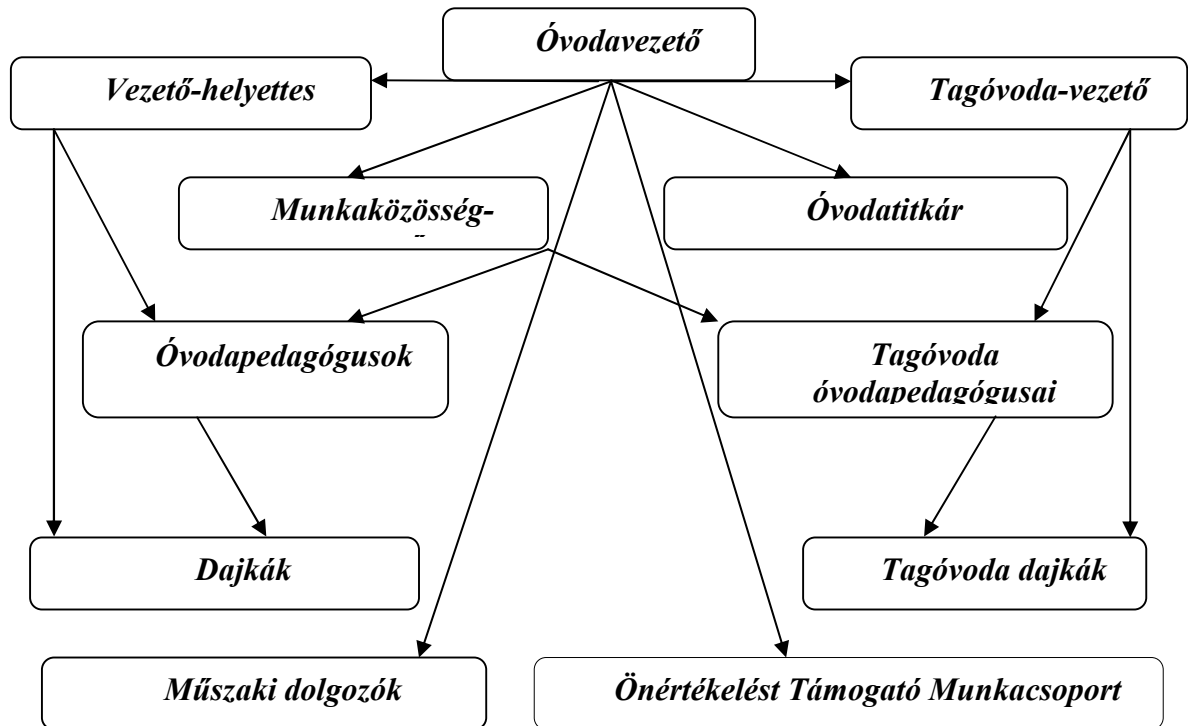 Óvodavezető
Vezető-helyettes
Tagóvoda-vezető
Munkaközösség-
Óvodatitkár
Óvodapedagógusok
Tagóvoda
óvodapedagógusai
Dajkák
Tagóvoda dajkák
Műszaki dolgozók
Önértékelést Támogató Munkacsoport